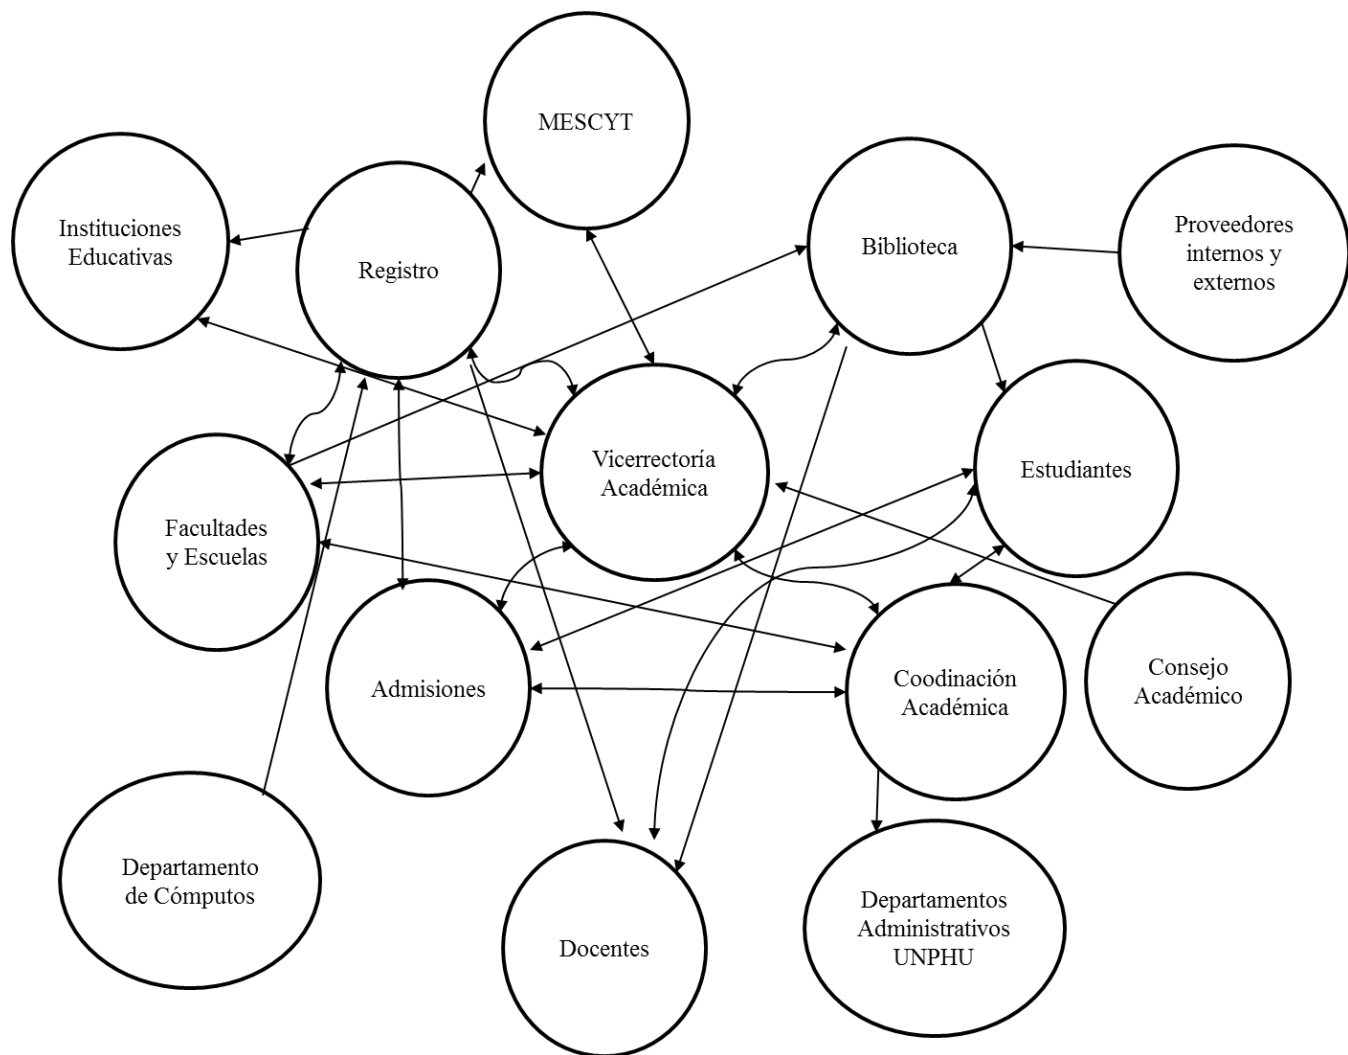 MESCYT
Instituciones
Educativas
Registro
Biblioteca
Proveedores
internos y
externos
Vicerrectoría
Académica
Estudiantes
Facultades
y Escuelas
Admisiones
Coodinación
Académica
Consejo
Académico
Departamento
de Cómputos
Docentes
Departamentos
Administrativos
UNPHU